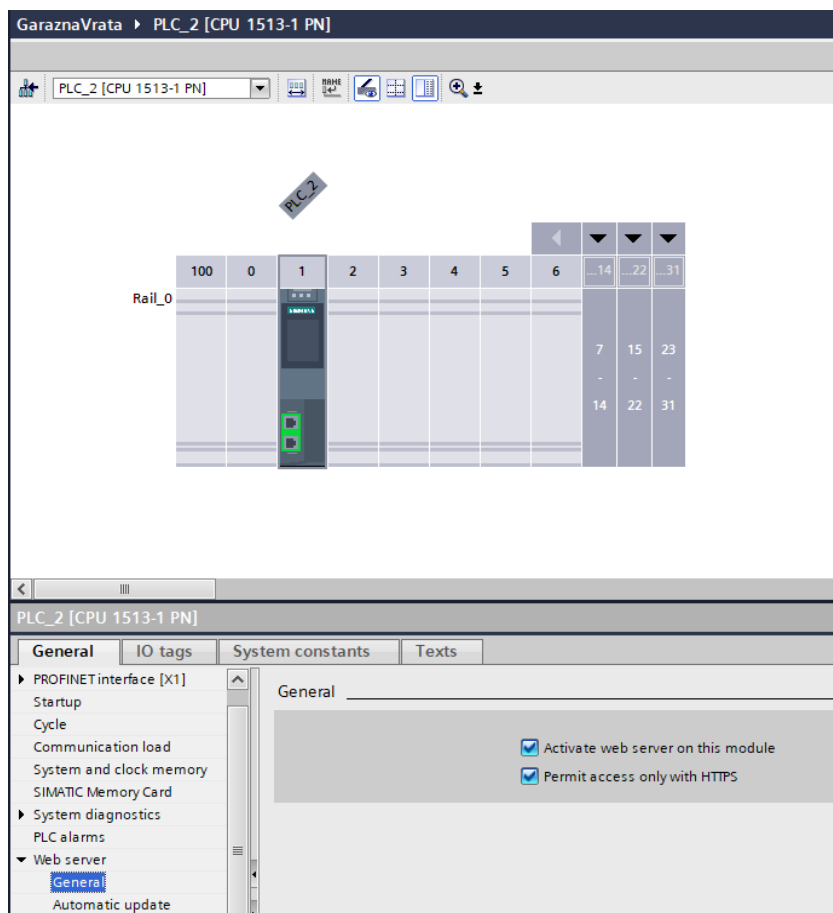 GaraznaVrata ▸ PLC_2 [CPU 1513-1 PN]
PLC_2 [CPU 1513-1 PN]
NAME
PLC_2
100 0 1 2 3 4 5 6 ...14 ...22 ...31
Rail_0
SIEMENS
7 15 23
- - -
14 22 31
PLC_2 [CPU 1513-1 PN]
General IO tags System constants Texts
PROFINET interface [X1]
Startup
Cycle
Communication load
System and clock memory
SIMATIC Memory Card
System diagnostics
PLC alarms
Web server
General
Automatic update
General
Activate web server on this module
Permit access only with HTTPS